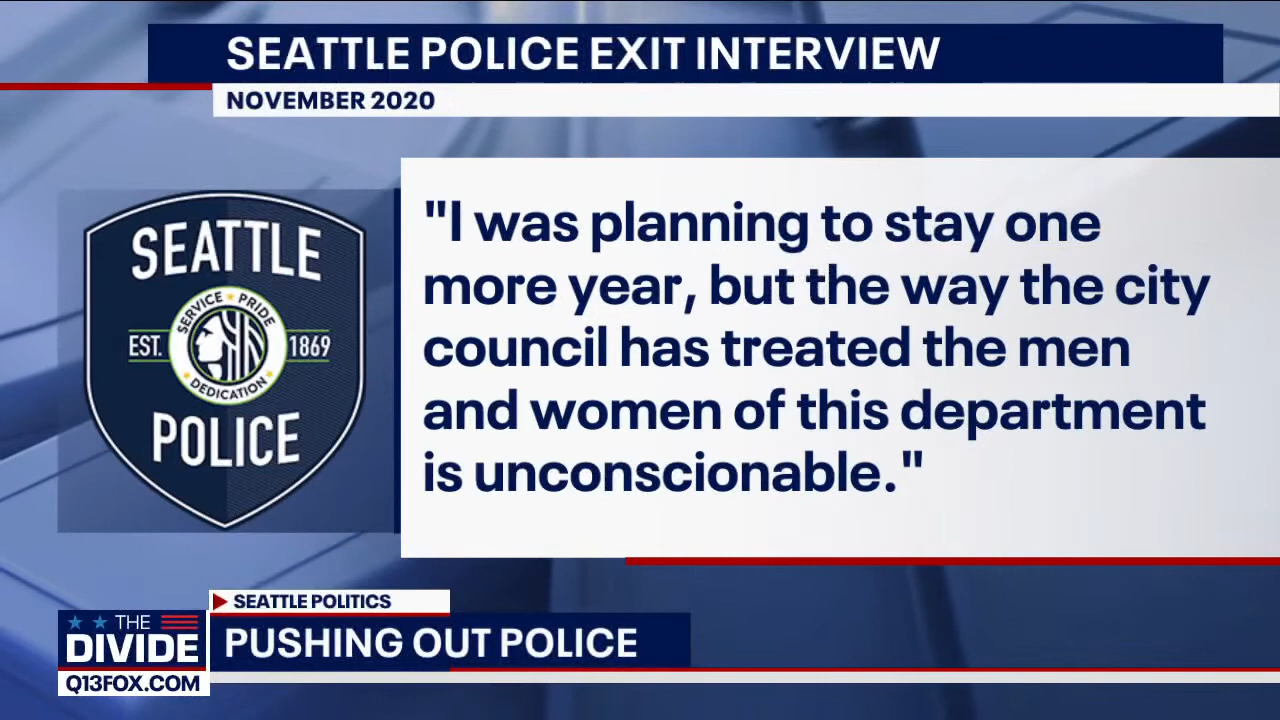 SEATTLE POLICE EXIT INTERVIEW
NOVEMBER 2020
SEATTLE
SERVICE ★ PRIDE
EST. 1869
★ DEDICATION ★
POLICE
"I was planning to stay one
more year, but the way the city
council has treated the men
and women of this department
is unconscionable."
SEATTLE POLITICS
THE
DIVIDE
PUSHING OUT POLICE
Q13FOX.COM